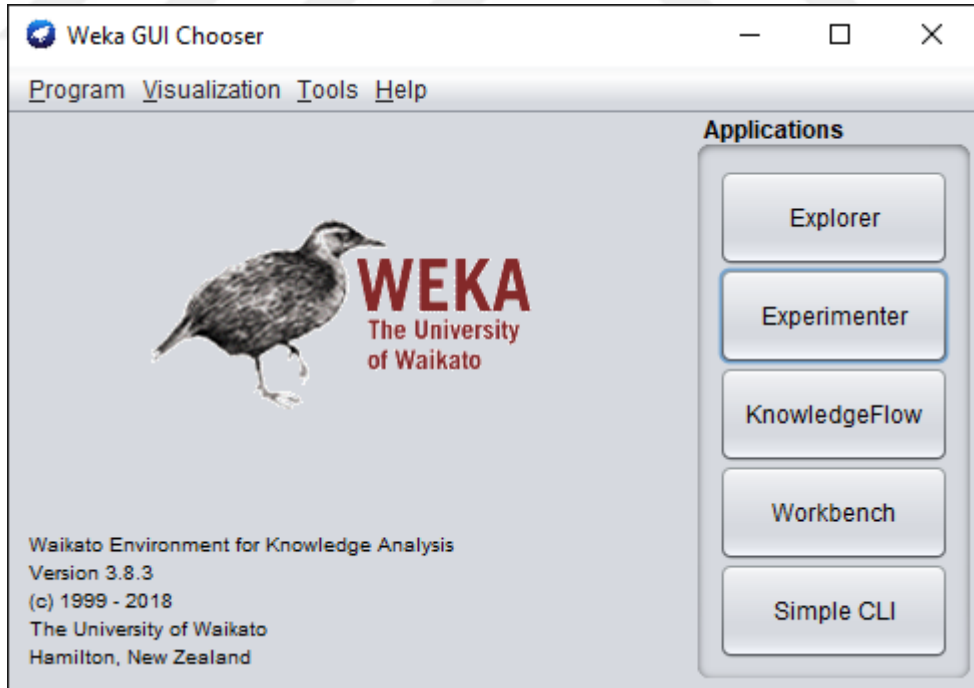 Weka GUI Chooser
Program Visualization Tools Help
Applications
Explorer
Experimenter
KnowledgeFlow
Workbench
Simple CLI
WEKA
The University
of Waikato
Waikato Environment for Knowledge Analysis
Version 3.8.3
(c) 1999 - 2018
The University of Waikato
Hamilton, New Zealand